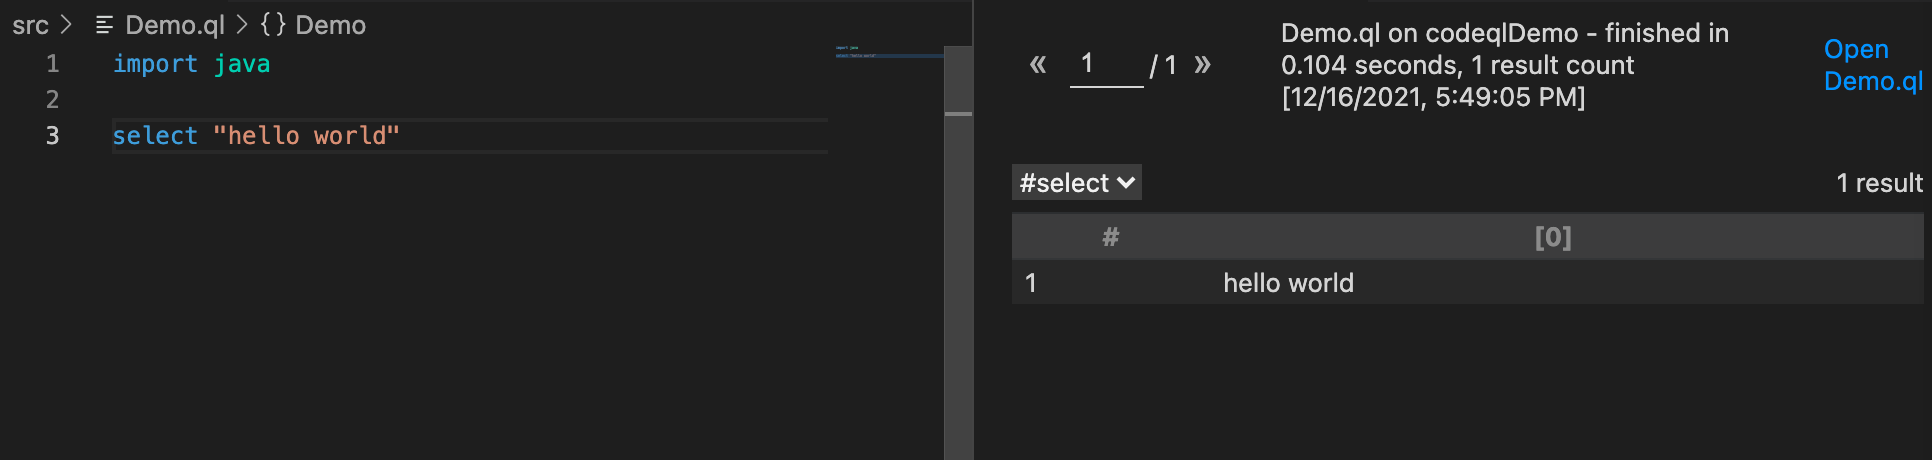 src > Demo.ql > {} Demo
1 import java
2
3 select "hello world"
« 1 / 1 »
Demo.ql on codeqlDemo - finished in
0.104 seconds, 1 result count
[12/16/2021, 5:49:05 PM]
Open
Demo.ql
#select
1 result
# [0]
1 hello world